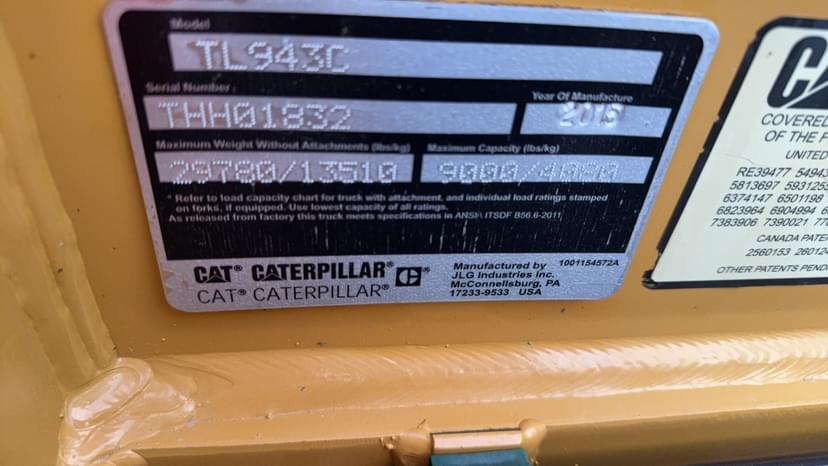 Model
TL943C
Serial Number
THH01832
Year Of Manufacture
Maximum Weight Without Attachments (lbs/kg)
29780/13510
Maximum Capacity (lbs/kg)
9000/4080
* Refer to load capacity chart for truck with attachment, and individual load ratings stamped
on forks, if equipped. Use lowest capacity of all ratings.
As released from factory this truck meets specifications in ANSI\ITSDF B56.6-2011
CAT® CATERPILLAR®
CAT® CATERPILLAR®
Manufactured by
JLG Industries Inc.
McConnellsburg, PA
17233-9533 USA
1001154572A
COVERED
OF THE
UNITED
RE39477
5813697
6374147 6501198
6823964 6904994
7383906 7390021
CANADA
2560153
OTHER PATENTS